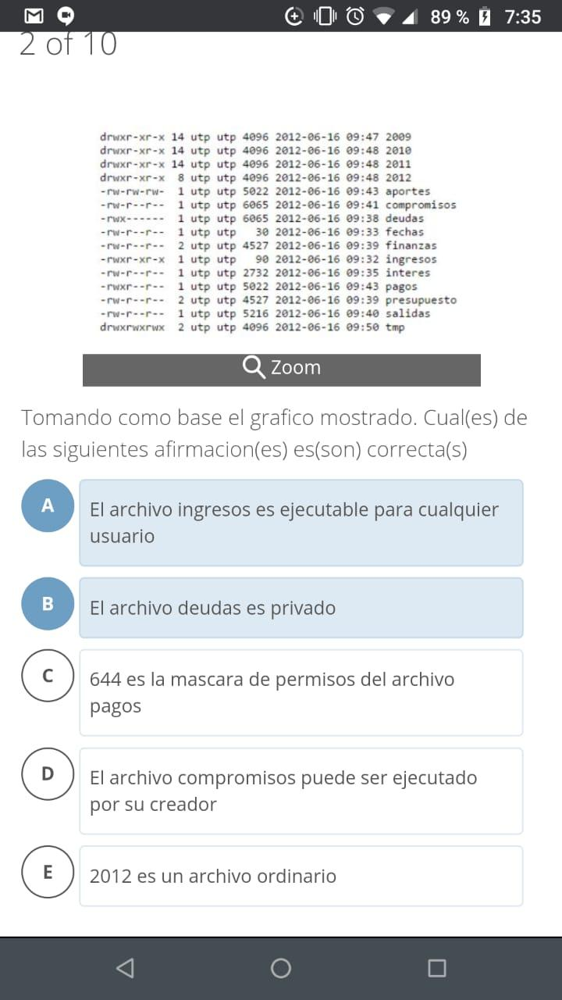 89 % 7:35
2 of 10
drwxr-xr-x 14 utp utp 4096 2012-06-16 09:47 2009
drwxr-xr-x 14 utp utp 4096 2012-06-16 09:48 2010
drwxr-xr-x 14 utp utp 4096 2012-06-16 09:48 2011
drwxr-xr-x 8 utp utp 4096 2012-06-16 09:48 2012
-rw-rw-rw- 1 utp utp 5022 2012-06-16 09:43 aportes
-rw-r--r-- 1 utp utp 6065 2012-06-16 09:41 compromisos
-rwx------ 1 utp utp 6065 2012-06-16 09:38 deudas
-rw-r--r-- 1 utp utp 30 2012-06-16 09:33 fechas
-rw-r--r-- 2 utp utp 4527 2012-06-16 09:39 finanzas
-rwxr-xr-x 1 utp utp 90 2012-06-16 09:32 ingresos
-rw-r--r-- 1 utp utp 2732 2012-06-16 09:35 interes
-rwxr--r-- 1 utp utp 5022 2012-06-16 09:43 pagos
-rw-r--r-- 2 utp utp 4527 2012-06-16 09:39 presupuesto
-rw-r--r-- 1 utp utp 5216 2012-06-16 09:40 salidas
drwxrwxrwx 2 utp utp 4096 2012-06-16 09:50 tmp
Zoom
Tomando como base el grafico mostrado. Cual(es) de
las siguientes afirmacion(es) es(son) correcta(s)
A El archivo ingresos es ejecutable para cualquier
usuario
B El archivo deudas es privado
C 644 es la mascara de permisos del archivo
pagos
D El archivo compromisos puede ser ejecutado
por su creador
E 2012 es un archivo ordinario